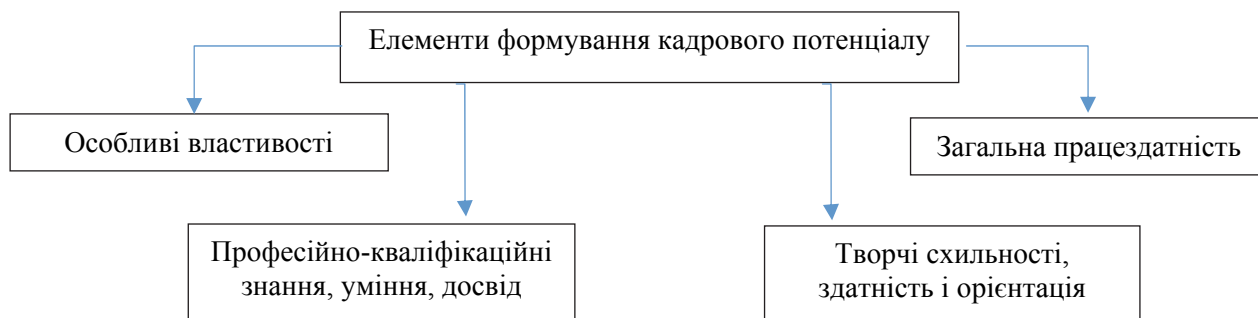 Елементи формування кадрового потенціалу
Особливі властивості
Загальна працездатність
Професійно-кваліфікаційні
знання, уміння, досвід
Творчі схильності,
здатність і орієнтація